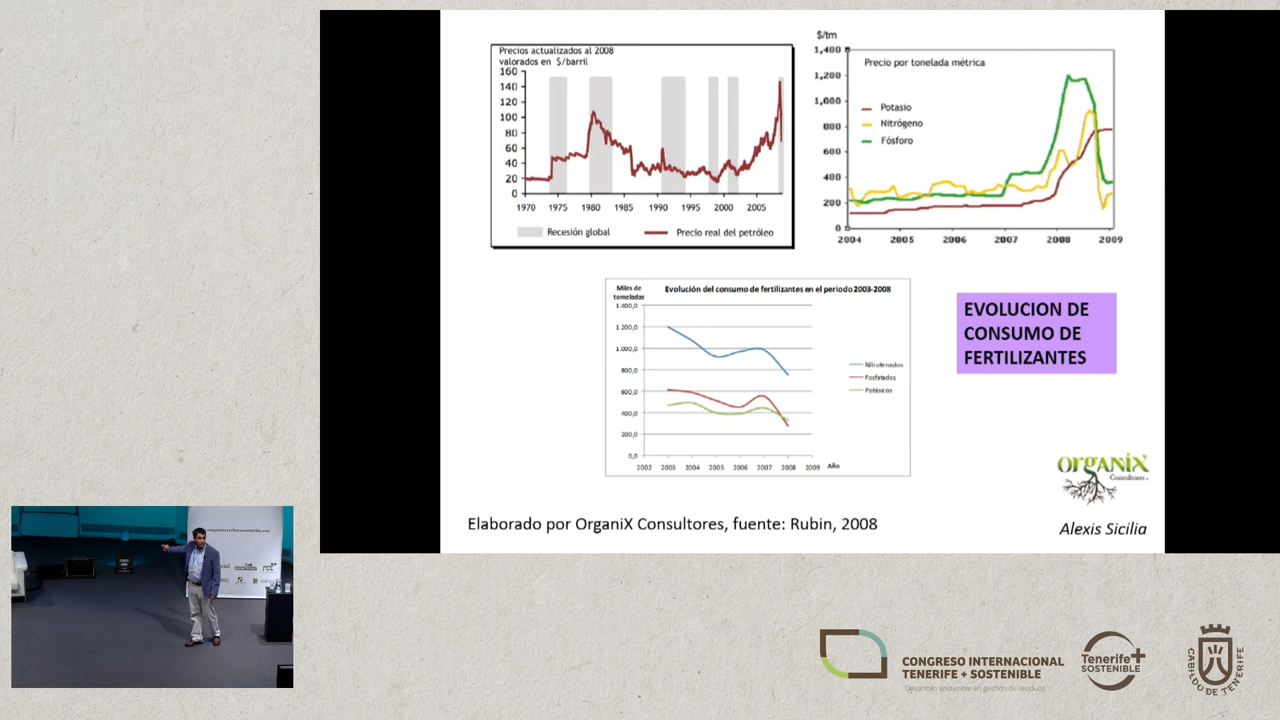 Precios actualizados al 2008
valorados en $/barril
160
140
120
100
80
60
40
20
0
1970 1975 1980 1985 1990 1995 2000 2005
Recesión global
Precio real del petróleo
$/tm
1,400
1,200
1,000
800
600
400
200
0
Precio por tonelada métrica
Potasio
Nitrógeno
Fósforo
2004 2005 2006 2007 2008 2009
Miles de
toneladas
Evolución del consumo de fertilizantes en el periodo 2003-2008
1.400,0
1.200,0
1.000,0
800,0
600,0
400,0
200,0
0,0
2002 2003 2004 2005 2006 2007 2008 2009 Año
Nitrogenados
Fosfatados
Potásicos
EVOLUCION DE
CONSUMO DE
FERTILIZANTES
ORGANIX
Consultores
Elaborado por OrganiX Consultores, fuente: Rubin, 2008
Alexis Sicilia
CONGRESO INTERNACIONAL
TENERIFE + SOSTENIBLE
Desarrollo sostenible en gestión de residuos
Tenerife+
SOSTENIBLE
CABILDO DE TENERIFE